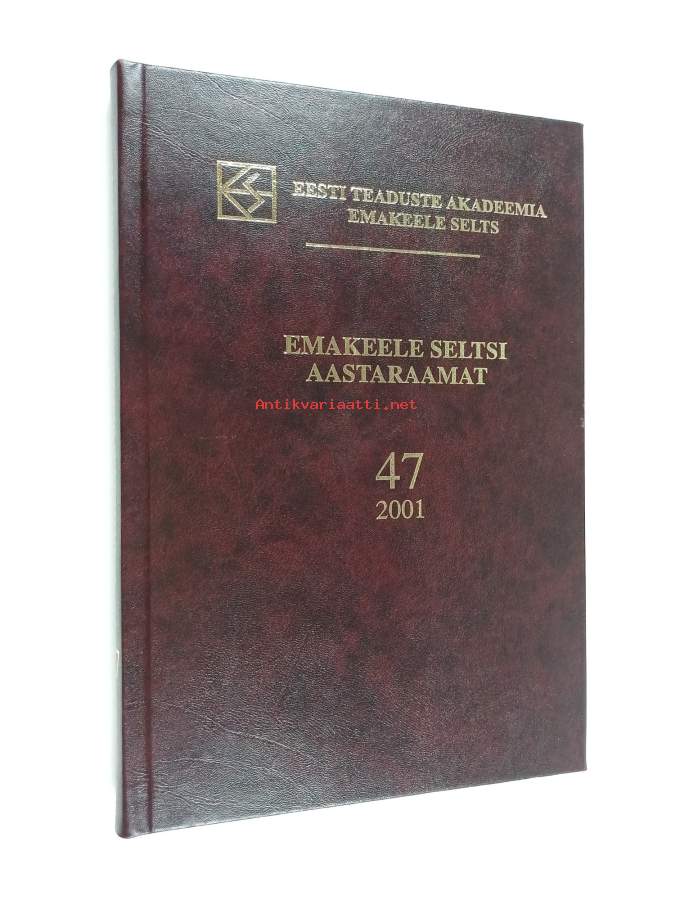 EESTI TEADUSTE AKADEEMIA
EMAKEELE SELTS
EMAKEELE SELTSI
AASTARAAMAT
Antikvariaatti.net
47
2001